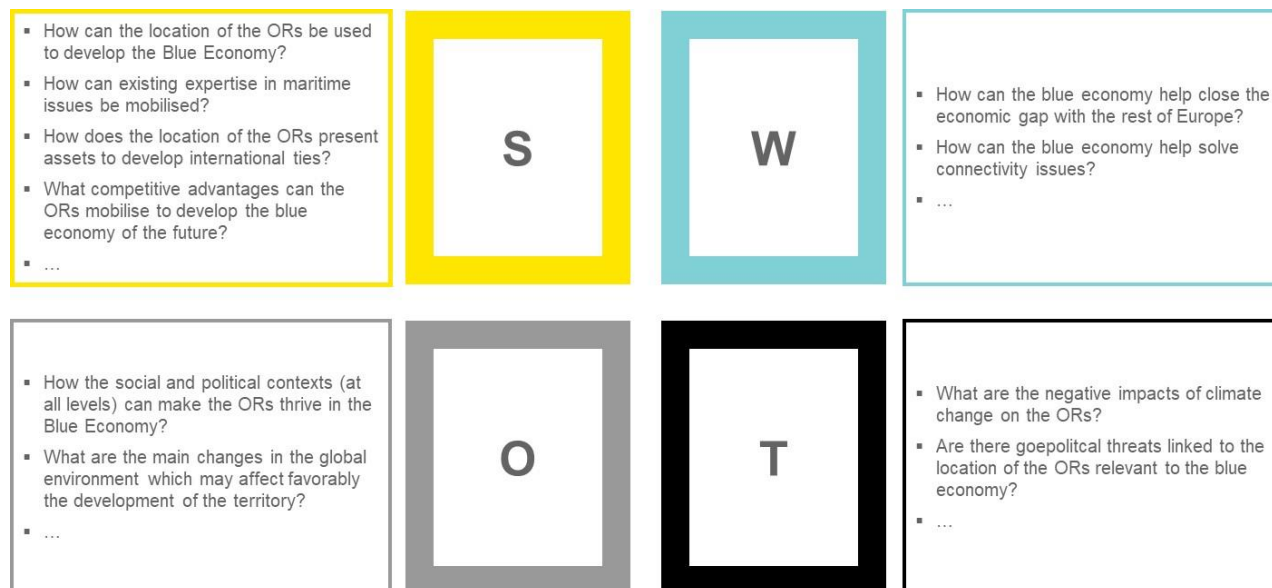 ▪ How can the location of the ORs be used
to develop the Blue Economy?
▪ How can existing expertise in maritime
issues be mobilised?
▪ How does the location of the ORs present
assets to develop international ties?
▪ What competitive advantages can the
ORs mobilise to develop the blue
economy of the future?
▪ ...
S
W
▪ How can the blue economy help close the
economic gap with the rest of Europe?
▪ How can the blue economy help solve
connectivity issues?
▪ ...
▪ How the social and political contexts (at
all levels) can make the ORs thrive in the
Blue Economy?
▪ What are the main changes in the global
environment which may affect favorably
the development of the territory?
▪ ...
O
T
▪ What are the negative impacts of climate
change on the ORs?
▪ Are there goepolitcal threats linked to the
location of the ORs relevant to the blue
economy?
▪ ...